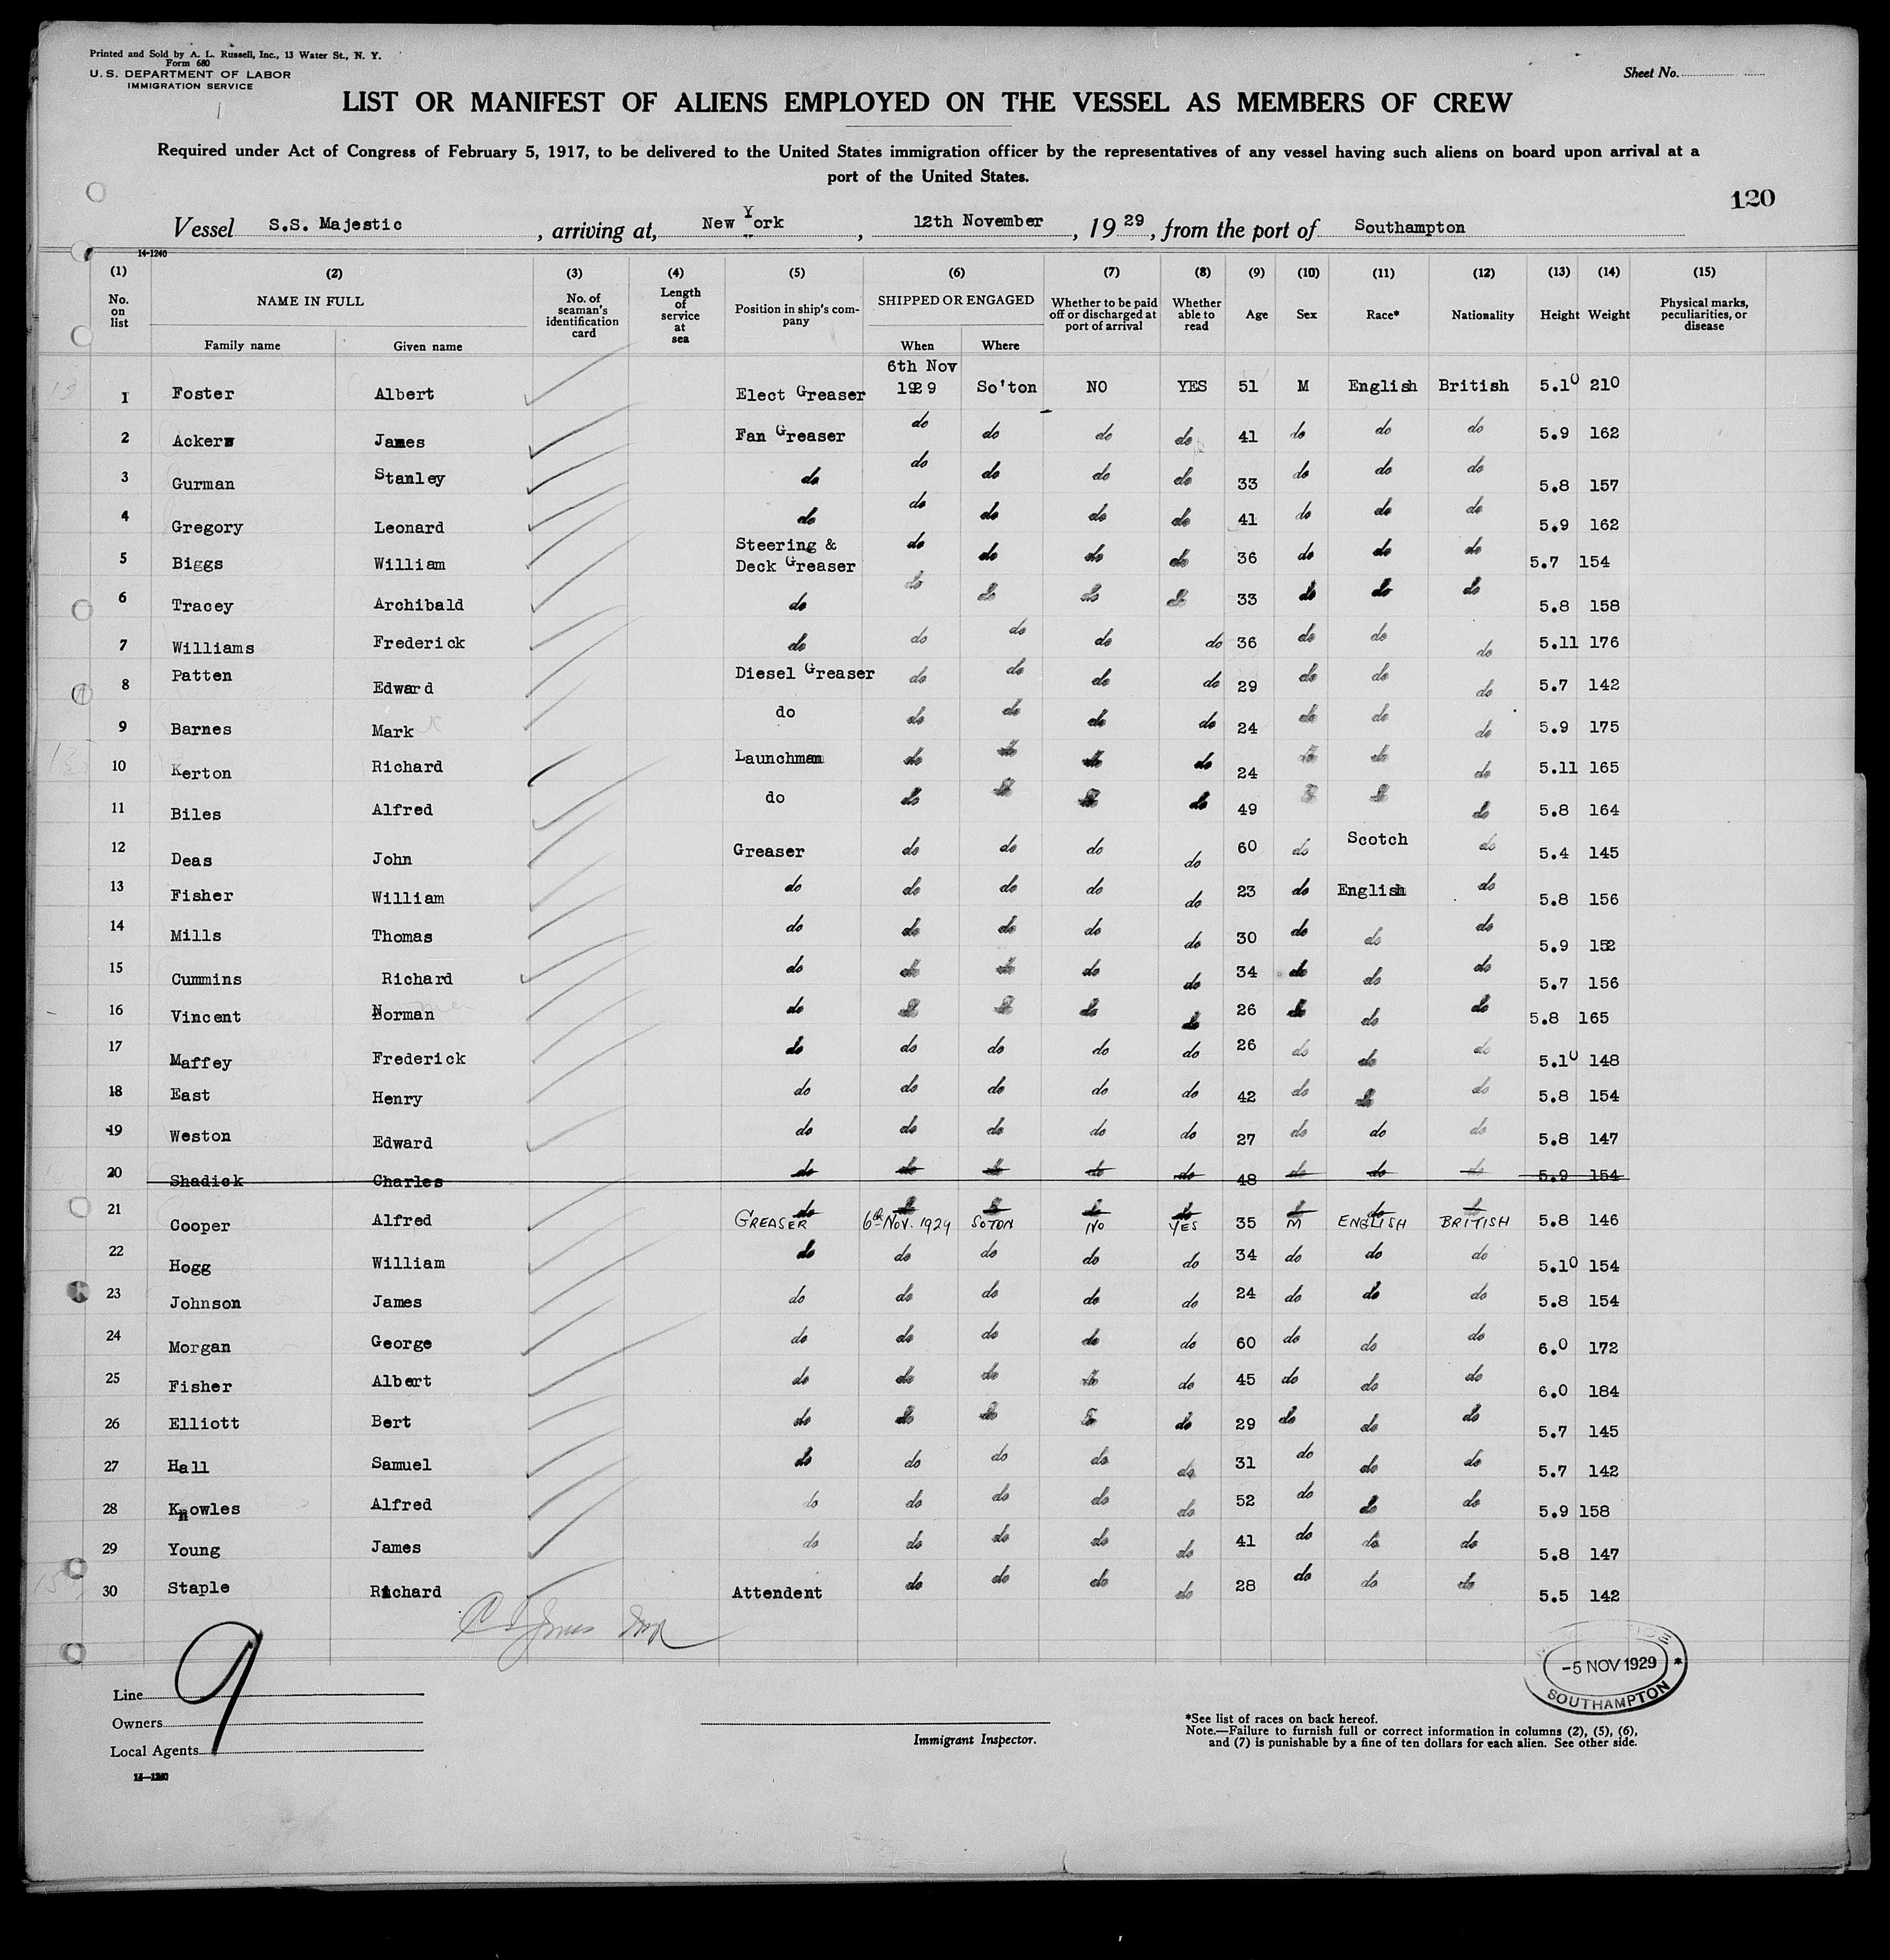 Printed and Sold by A. L. Russell, Inc., 13 Water St., N. Y.
Form 680
U. S. DEPARTMENT OF LABOR
IMMIGRATION SERVICE
Sheet No.
LIST OR MANIFEST OF ALIENS EMPLOYED ON THE VESSEL AS MEMBERS OF CREW
Required under Act of Congress of February 5, 1917, to be delivered to the United States immigration officer by the representatives of any vessel having such aliens on board upon arrival at a
port of the United States.
120
Vessel S.S. Majestic, arriving at, New York, 12th November, 1929, from the port of Southampton
14-1240
(1) (2) (3) (4) (5) (6) (7) (8) (9) (10) (11) (12) (13) (14) (15)
No. on list NAME IN FULL Family name Given name No. of seaman's identification card Length of service at sea Position in ship's company SHIPPED OR ENGAGED When Where Whether to be paid off or discharged at port of arrival Whether able to read Age Sex Race* Nationality Height Weight Physical marks, peculiarities, or disease
1 Foster Albert Elect Greaser 6th Nov 1929 So'ton NO YES 51 M English British 5.10 210
2 Ackers James Fan Greaser do do do do 41 do do do 5.9 162
3 Gurman Stanley do do do do do 33 do do do 5.8 157
4 Gregory Leonard do do do do do 41 do do do 5.9 162
5 Biggs William Steering & Deck Greaser do do do do 36 do do do 5.7 154
6 Tracey Archibald do do do do do 33 do do do 5.8 158
7 Williams Frederick do do do do do 36 do do do 5.11 176
8 Patten Edward Diesel Greaser do do do do 29 do do do 5.7 142
9 Barnes Mark do do do do do 24 do do do 5.9 175
10 Kerton Richard Launchman do do do do 24 do do do 5.11 165
11 Biles Alfred do do do do do 49 do do do 5.8 164
12 Deas John Greaser do do do do 60 do Scotch do 5.4 145
13 Fisher William do do do do do 23 do English do 5.8 156
14 Mills Thomas do do do do do 30 do do do 5.9 152
15 Cummins Richard do do do do do 34 do do do 5.7 156
16 Vincent Norman do do do do do 26 do do do 5.8 165
17 Maffey Frederick do do do do do 26 do do do 5.10 148
18 East Henry do do do do do 42 do do do 5.8 154
19 Weston Edward do do do do do 27 do do do 5.8 147
20 Shadick Charles do do do do do 48 do do do 5.9 154
21 Cooper Alfred do GREASER do 6th Nov. 1929 do SOTON do NO do YES 35 do M do ENGLISH do BRITISH 5.8 146
22 Hogg William do do do do do 34 do do do 5.10 154
23 Johnson James do do do do do 24 do do do 5.8 154
24 Morgan George do do do do do 60 do do do 6.0 172
25 Fisher Albert do do do do do 45 do do do 6.0 184
26 Elliott Bert do do do do do 29 do do do 5.7 145
27 Hall Samuel do do do do do 31 do do do 5.7 142
28 Knowles Alfred do do do do do 52 do do do 5.9 158
29 Young James do do do do do 41 do do do 5.8 147
30 Staple Richard Attendent do do do do 28 do do do 5.5 142
9
-5 NOV 1929
SOUTHAMPTON
Line
Owners
Local Agents
14-1240
Immigrant Inspector.
*See list of races on back hereof.
Note.—Failure to furnish full or correct information in columns (2), (5), (6),
and (7) is punishable by a fine of ten dollars for each alien. See other side.